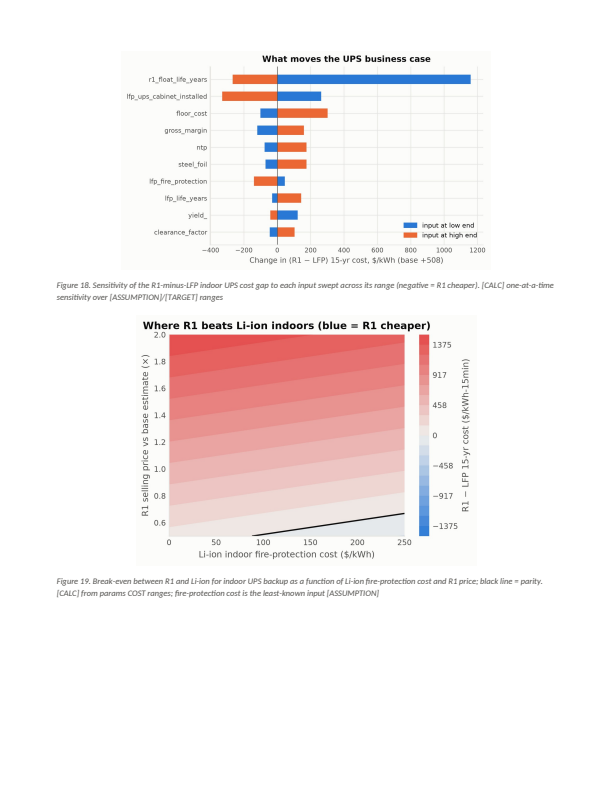 What moves the UPS business case
r1_float_life_years
lfp_ups_cabinet_installed
floor_cost
gross_margin
ntp
steel_foil
lfp_fire_protection
lfp_life_years
yield_
clearance_factor
input at low end
input at high end
−400 −200 0 200 400 600 800 1000 1200
Change in (R1 − LFP) 15-yr cost, $/kWh (base +508)
Figure 18. Sensitivity of the R1-minus-LFP indoor UPS cost gap to each input swept across its range (negative = R1 cheaper). [CALC] one-at-a-time
sensitivity over [ASSUMPTION]/[TARGET] ranges
Where R1 beats Li-ion indoors (blue = R1 cheaper)
R1 selling price vs base estimate (×)
2.0
1.8
1.6
1.4
1.2
1.0
0.8
0.6
0 50 100 150 200 250
Li-ion indoor fire-protection cost ($/kWh)
1375
917
458
0
−458
−917
−1375
R1 − LFP 15-yr cost ($/kWh-15min)
Figure 19. Break-even between R1 and Li-ion for indoor UPS backup as a function of Li-ion fire-protection cost and R1 price; black line = parity.
[CALC] from params COST ranges; fire-protection cost is the least-known input [ASSUMPTION]